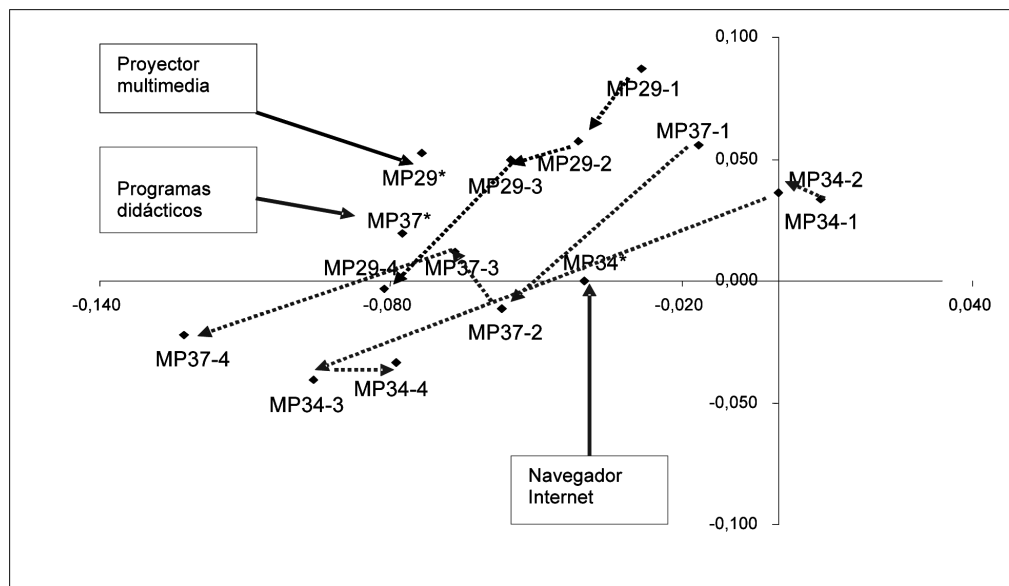 0,100
Proyector
multimedia
MP29-1
MP37-1
0,050
MP29-2
MP29*
MP29-3
MP34-2
Programas
didácticos
MP34-1
MP37*
MP29-4
MP37-3
MP34*
0,000
-0,140
-0,080
-0,020
0,040
MP37-2
MP37-4
MP34-4
MP34-3
-0,050
Navegador
Internet
-0,100